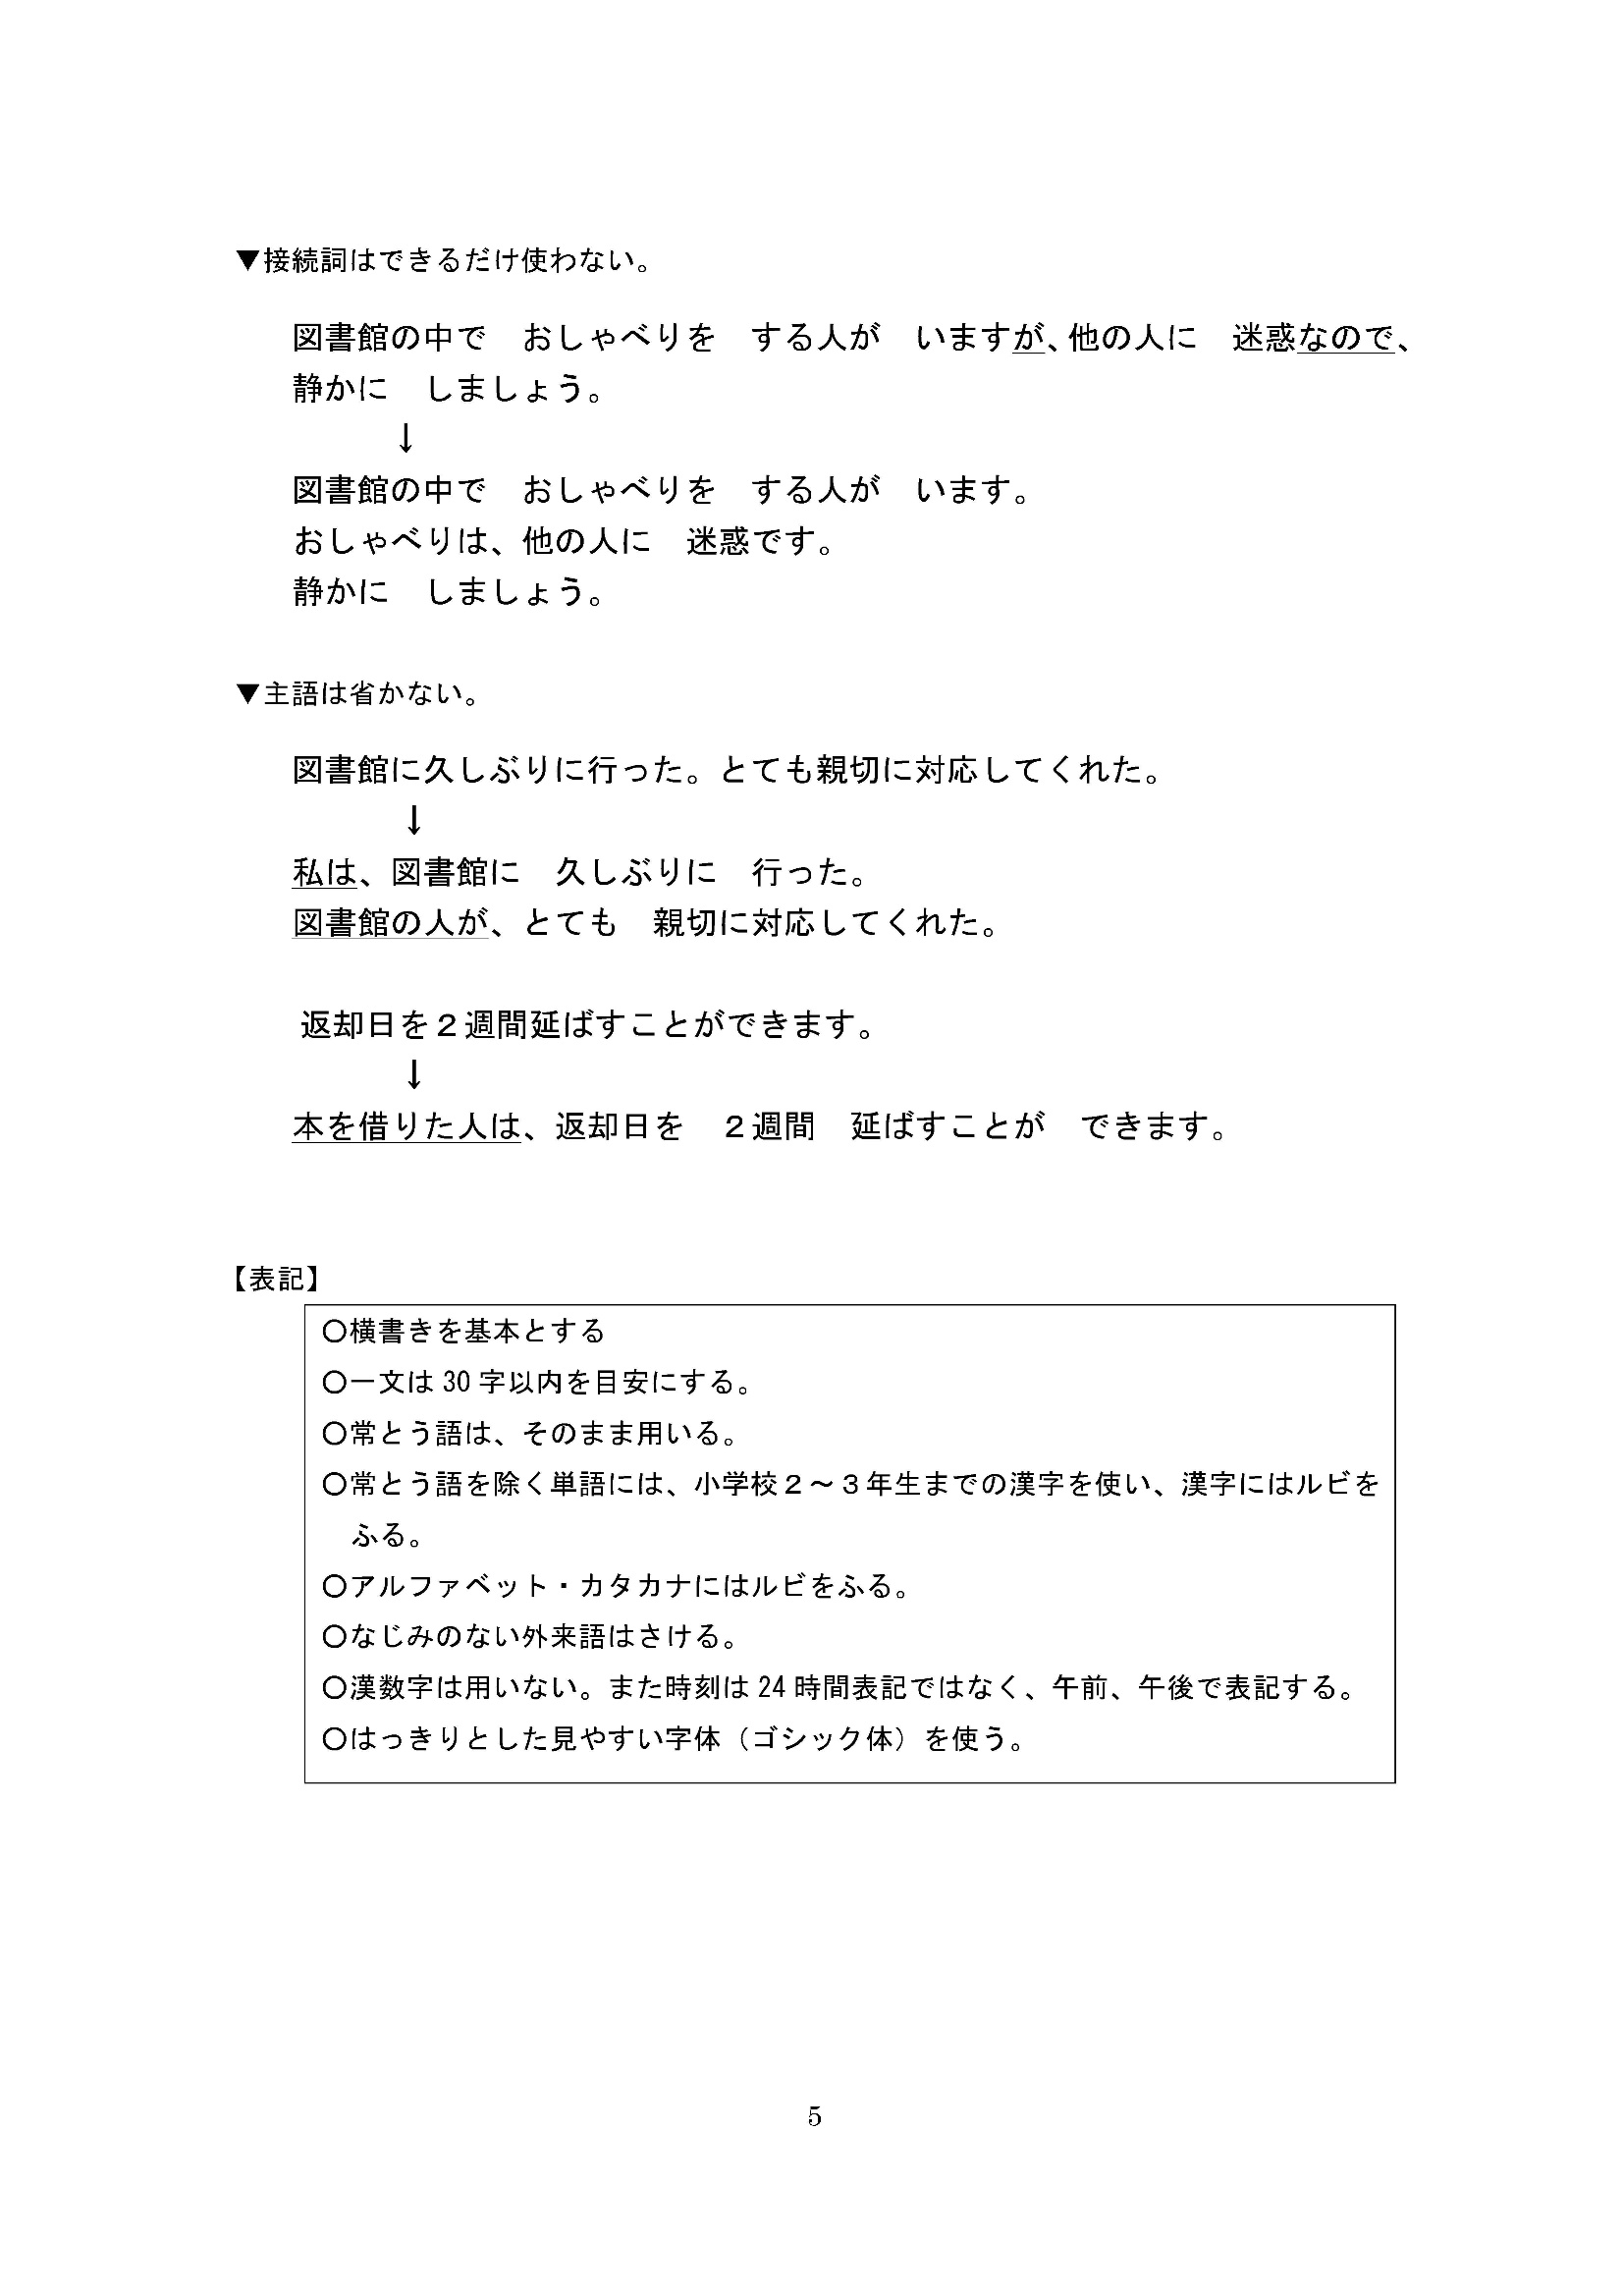 ▼接続詞はできるだけ使わない。
図書館の中で　おしゃべりを　する人が　いますが、他の人に　迷惑なので、
静かに　しましょう。
↓
図書館の中で　おしゃべりを　する人が　います。
おしゃべりは、他の人に　迷惑です。
静かに　しましょう。
▼主語は省かない。
図書館に久しぶりに行った。とても親切に対応してくれた。
↓
私は、図書館に　久しぶりに　行った。
図書館の人が、とても　親切に対応してくれた。
返却日を２週間延ばすことができます。
↓
本を借りた人は、返却日を　２週間　延ばすことが　できます。
【表記】
〇横書きを基本とする
〇一文は 30 字以内を目安にする。
〇常とう語は、そのまま用いる。
〇常とう語を除く単語には、小学校２～３年生までの漢字を使い、漢字にはルビを
ふる。
〇アルファベット・カタカナにはルビをふる。
〇なじみのない外来語はさける。
〇漢数字は用いない。また時刻は 24 時間表記ではなく、午前、午後で表記する。
〇はっきりとした見やすい字体（ゴシック体）を使う。
5